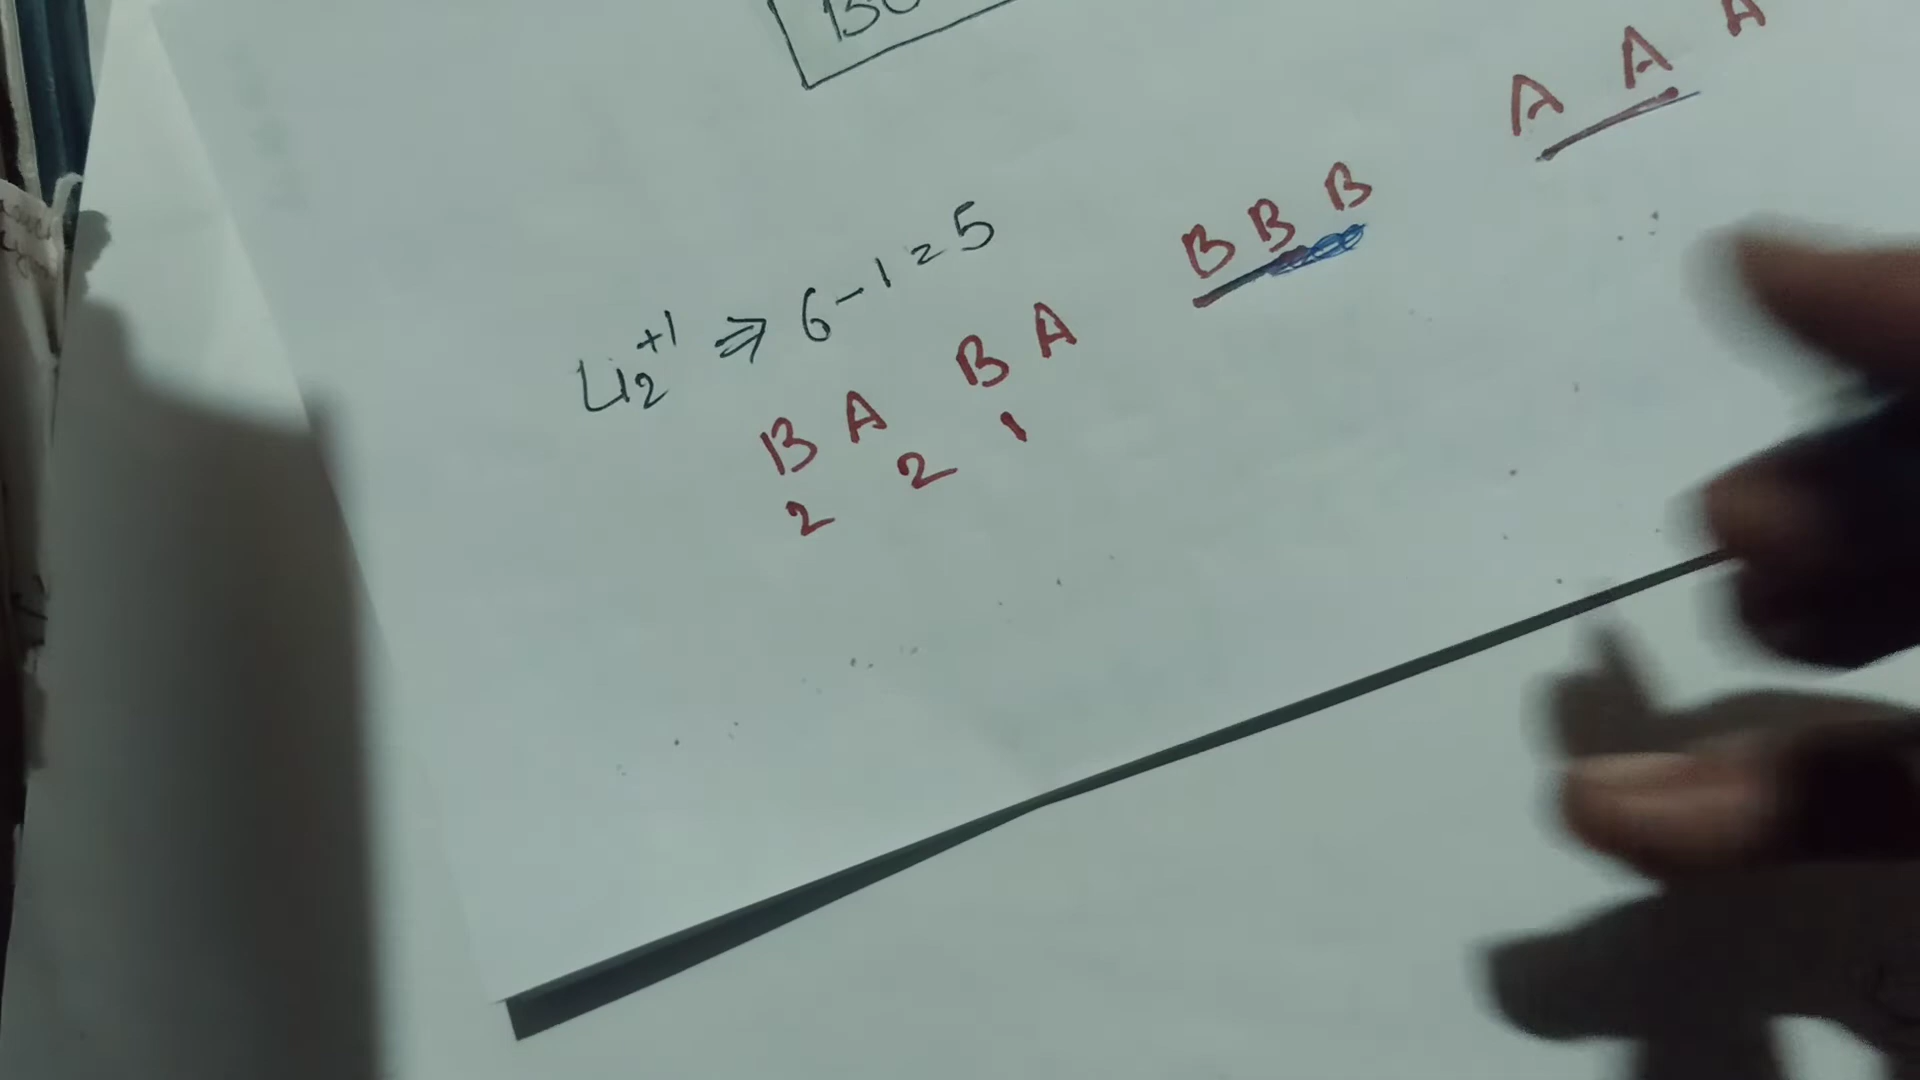 A A A
B B B
Li₂⁺¹ ⇒ 6-1=5
B A B A
2 2 1